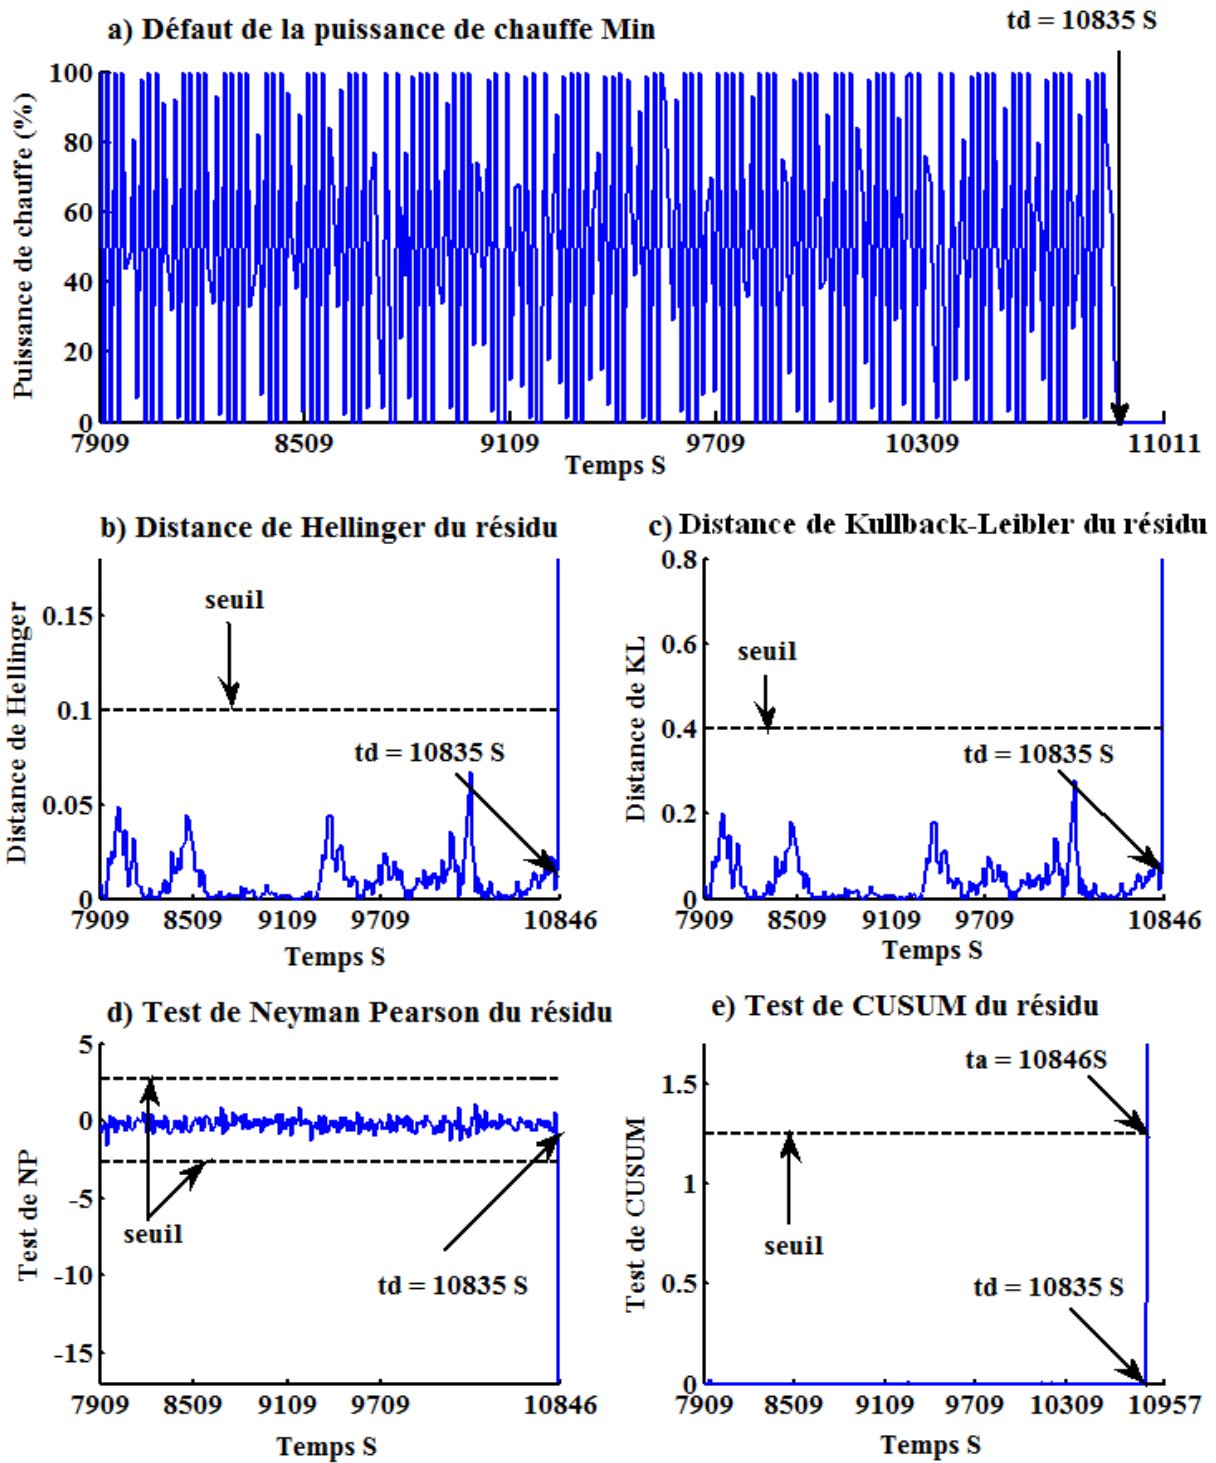 td = 10835 S
a) Défaut de la puissance de chauffe Min
Puissance de chauffe (%)
100
80
60
40
20
0
7909 8509 9109 9709 10309 11011
Temps S
b) Distance de Hellinger du résidu
Distance de Hellinger
0.15
0.1
0.05
0
seuil
td = 10835 S
7909 8509 9109 9709 10846
Temps S
c) Distance de Kullback-Leibler du résidu
Distance de KL
0.8
0.6
0.4
0.2
0
seuil
td = 10835 S
7909 8509 9109 9709 10846
Temps S
d) Test de Neyman Pearson du résidu
Test de NP
5
0
-5
-10
-15
seuil
td = 10835 S
7909 8509 9109 9709 10846
Temps S
e) Test de CUSUM du résidu
Test de CUSUM
1.5
1
0.5
0
ta = 10846S
seuil
td = 10835 S
7909 8509 9109 9709 10309 10957
Temps S